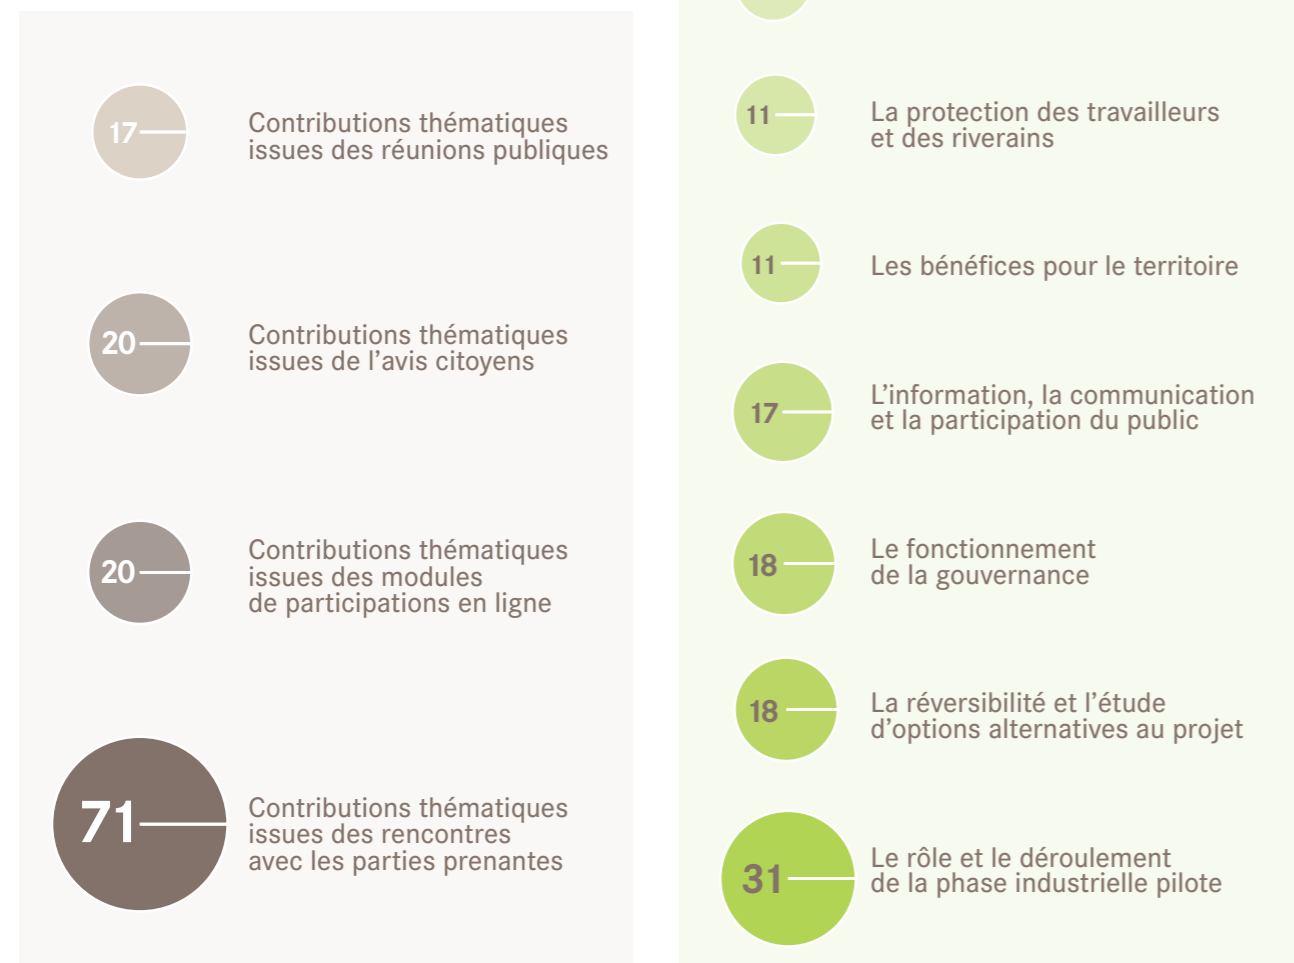 17
Contributions thématiques
issues des réunions publiques
20
Contributions thématiques
issues de l’avis citoyens
20
Contributions thématiques
issues des modules
de participations en ligne
71
Contributions thématiques
issues des rencontres
avec les parties prenantes
11
La protection des travailleurs
et des riverains
11
Les bénéfices pour le territoire
17
L’information, la communication
et la participation du public
18
Le fonctionnement
de la gouvernance
18
La réversibilité et l’étude
d’options alternatives au projet
31
Le rôle et le déroulement
de la phase industrielle pilote